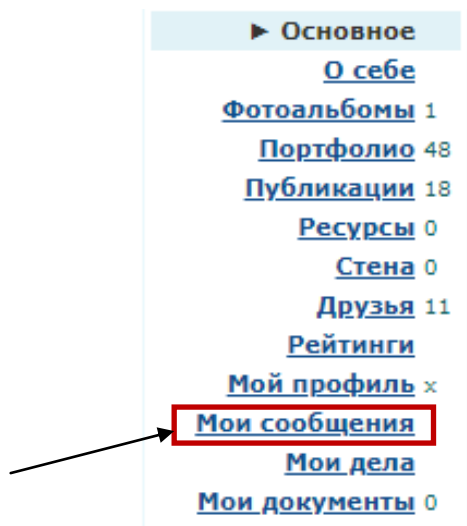 ► Основное
О себе
Фотоальбомы 1
Портфолио 48
Публикации 18
Ресурсы 0
Стена 0
Друзья 11
Рейтинги
Мой профиль x
Мои сообщения
Мои дела
Мои документы 0